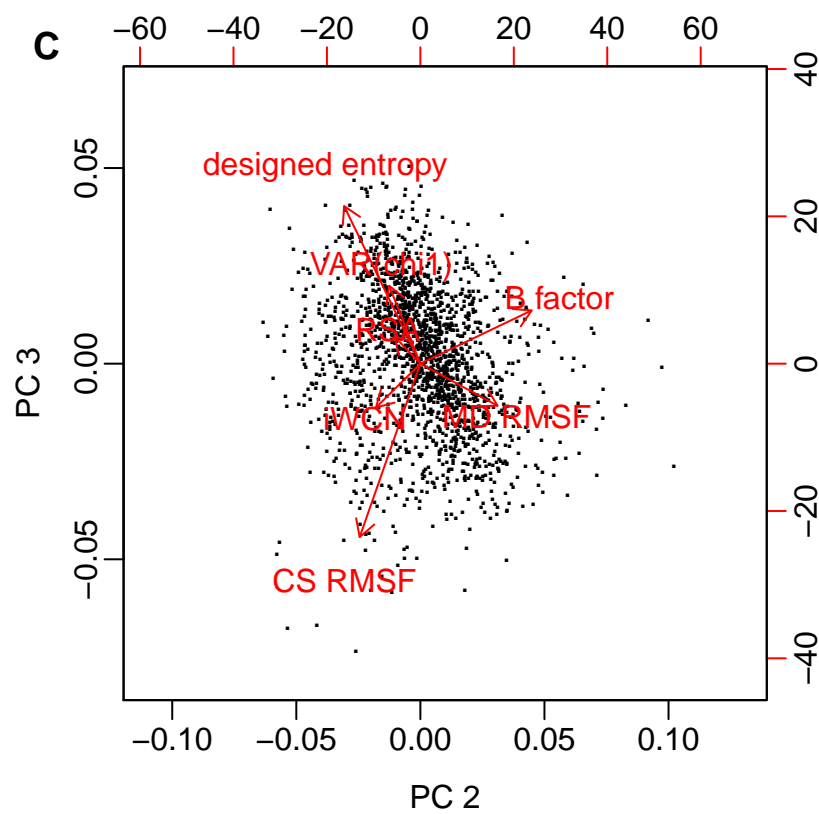 C
−60 −40 −20 0 20 40 60
designed entropy
VAR(chi1)
B factor
RSA
iWCN
MD RMSF
CS RMSF
0.05
0.00
−0.05
PC 3
40
20
0
−20
−40
−0.10 −0.05 0.00 0.05 0.10
PC 2